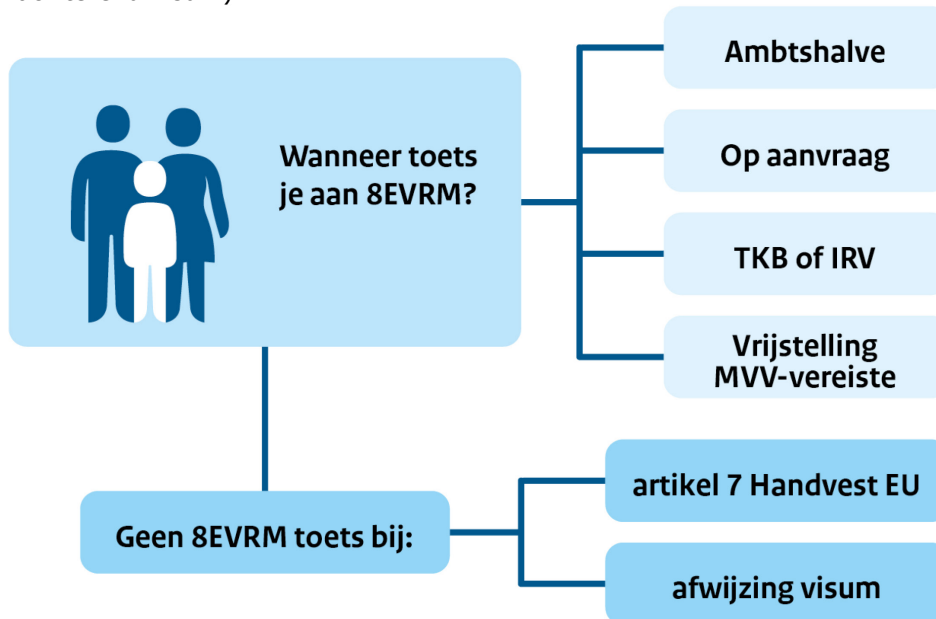 Wanneer toets
je aan 8EVRM?
Ambtshalve
Op aanvraag
TKB of IRV
Vrijstelling
MVV-vereiste
Geen 8EVRM toets bij:
artikel 7 Handvest EU
afwijzing visum